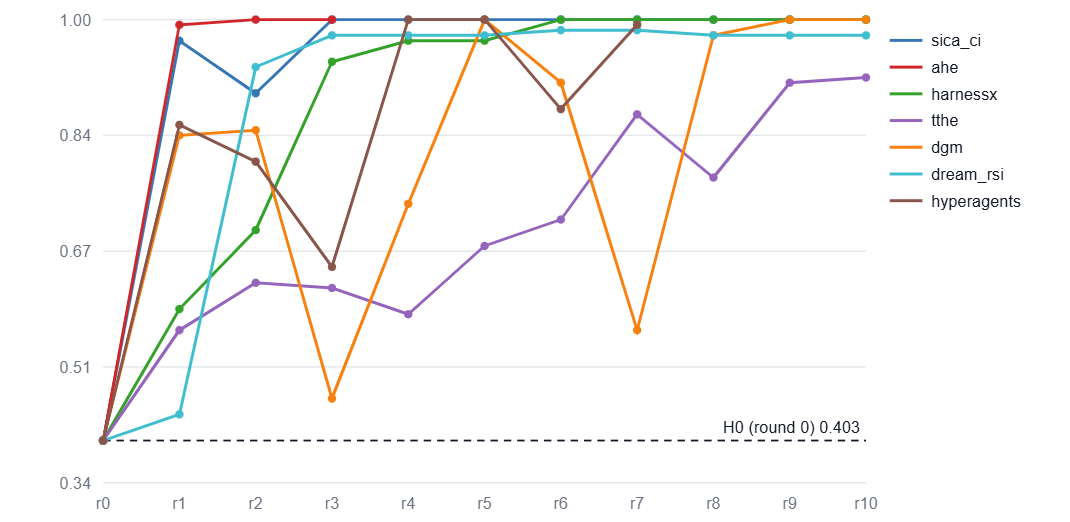 1.00
0.84
0.67
0.51
0.34
H0 (round 0) 0.403
r0 r1 r2 r3 r4 r5 r6 r7 r8 r9 r10
sica_ci
ahe
harnessx
tthe
dgm
dream_rsi
hyperagents